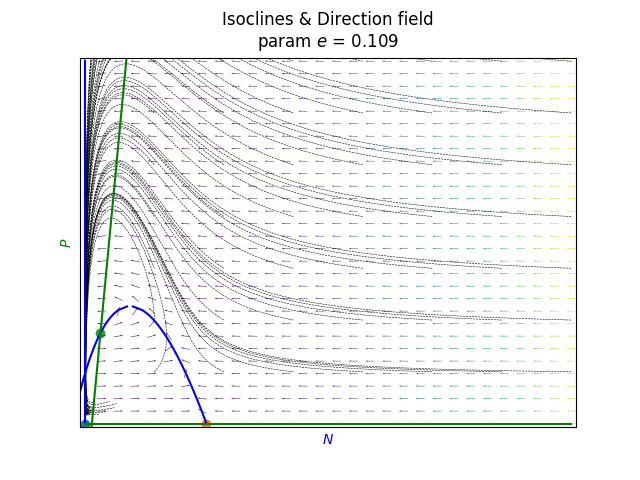 Isoclines & Direction field
param e = 0.109
P
N